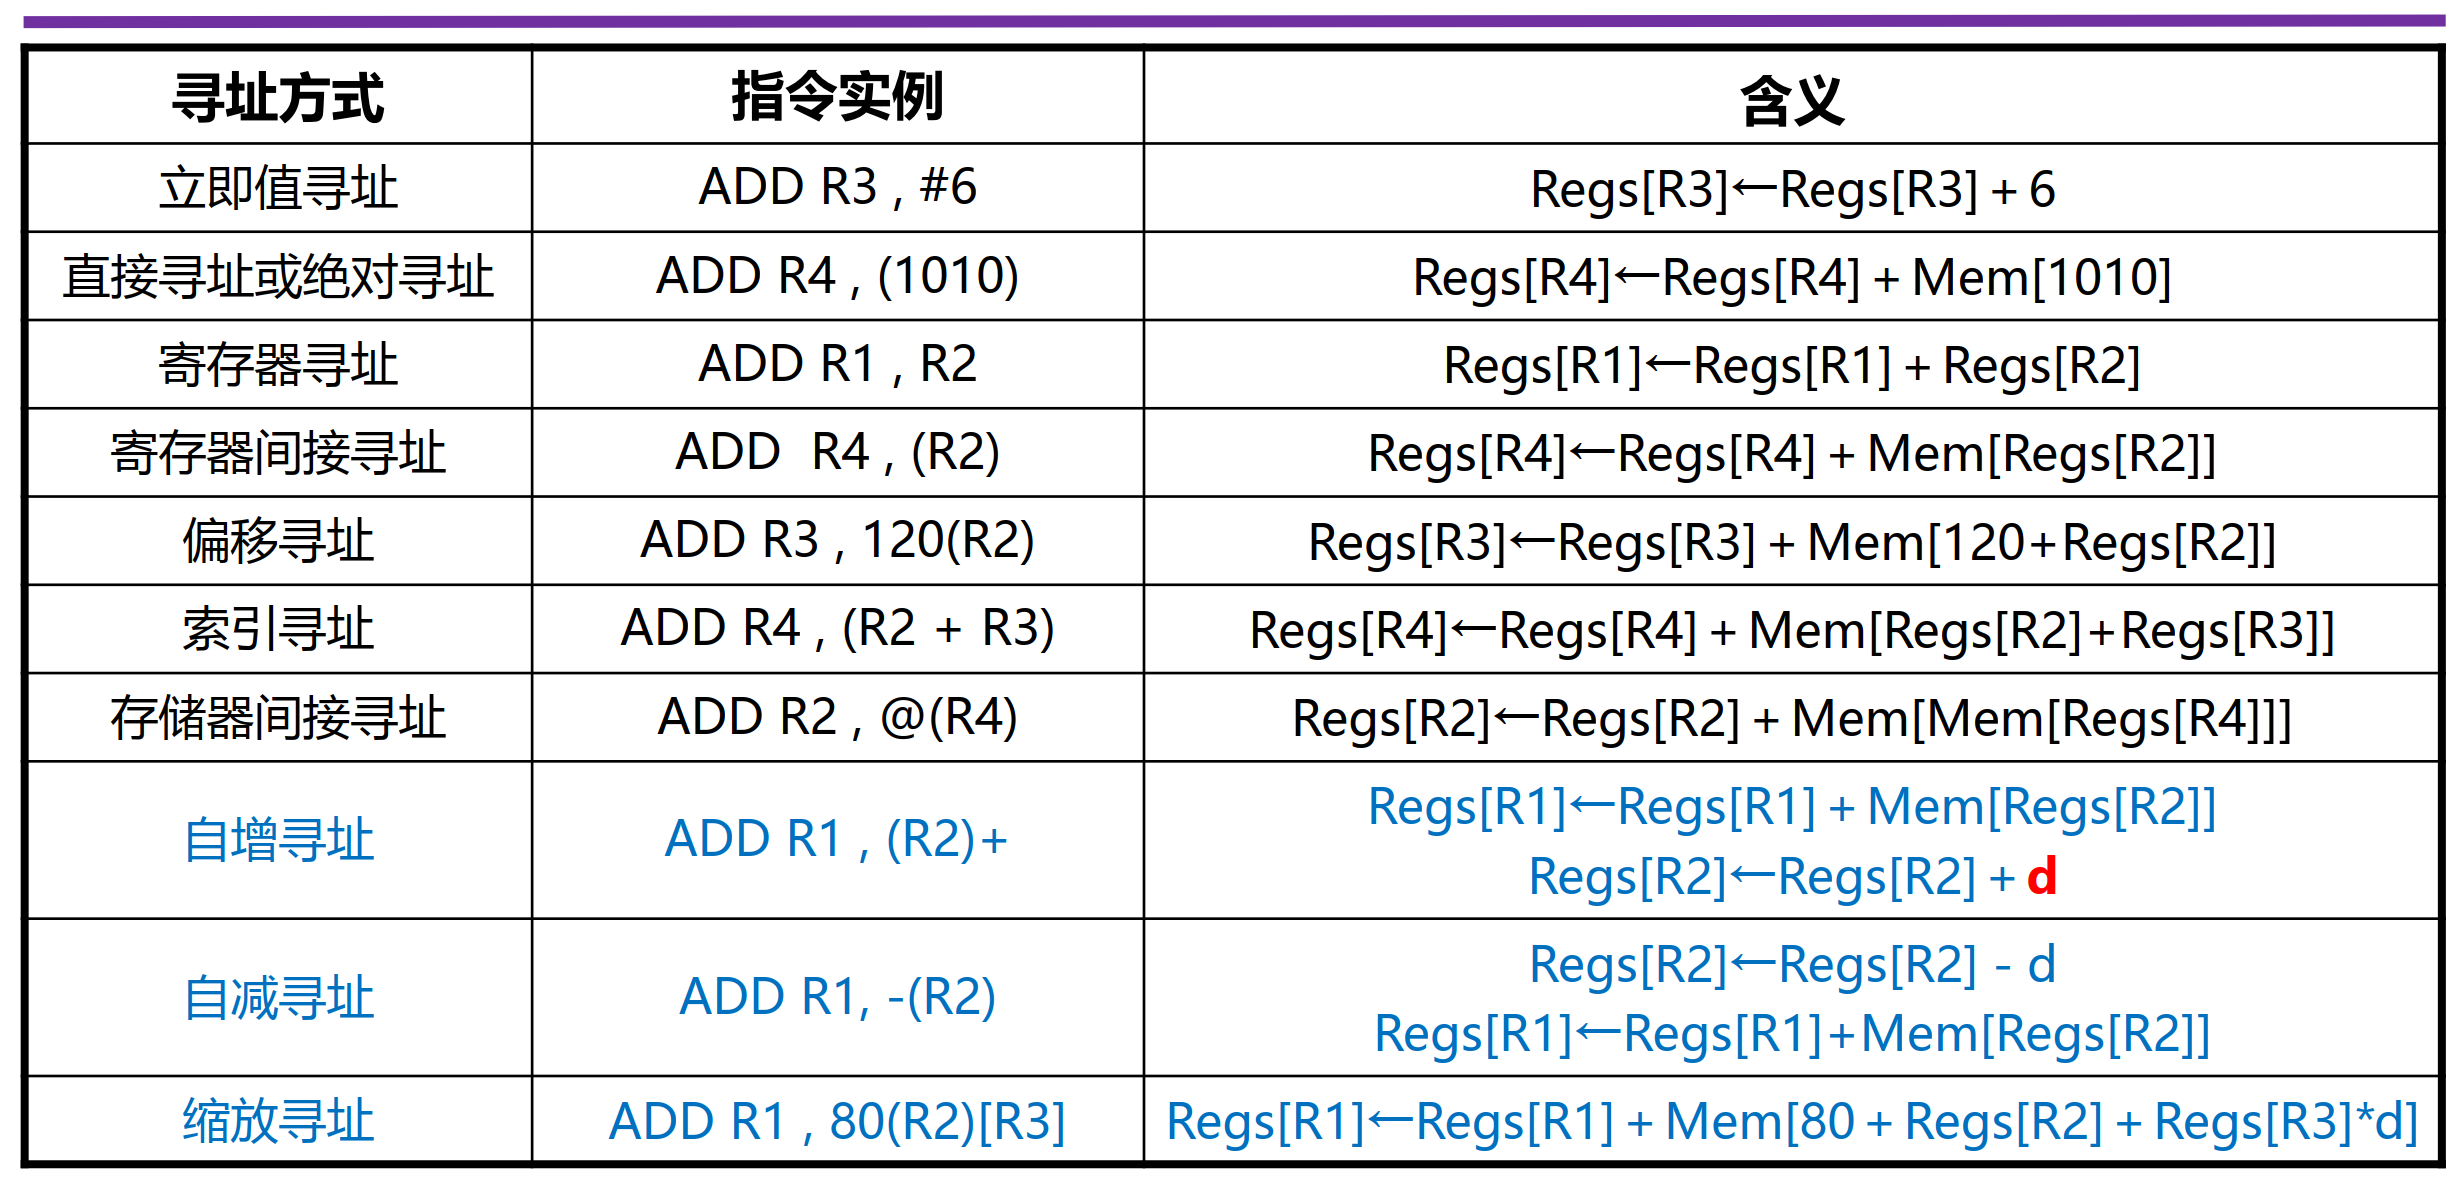 寻址方式 指令实例 含义
立即值寻址 ADD R3 , #6 Regs[R3]←Regs[R3] + 6
直接寻址或绝对寻址 ADD R4 , (1010) Regs[R4]←Regs[R4] + Mem[1010]
寄存器寻址 ADD R1 , R2 Regs[R1]←Regs[R1] + Regs[R2]
寄存器间接寻址 ADD R4 , (R2) Regs[R4]←Regs[R4] + Mem[Regs[R2]]
偏移寻址 ADD R3 , 120(R2) Regs[R3]←Regs[R3] + Mem[120+Regs[R2]]
索引寻址 ADD R4 , (R2 + R3) Regs[R4]←Regs[R4] + Mem[Regs[R2]+Regs[R3]]
存储器间接寻址 ADD R2 , @(R4) Regs[R2]←Regs[R2] + Mem[Mem[Regs[R4]]]
自增寻址 ADD R1 , (R2)+ Regs[R1]←Regs[R1] + Mem[Regs[R2]]
Regs[R2]←Regs[R2] + d
自减寻址 ADD R1, -(R2) Regs[R2]←Regs[R2] - d
Regs[R1]←Regs[R1]+Mem[Regs[R2]]
缩放寻址 ADD R1 , 80(R2)[R3] Regs[R1]←Regs[R1] + Mem[80 + Regs[R2] + Regs[R3]*d]